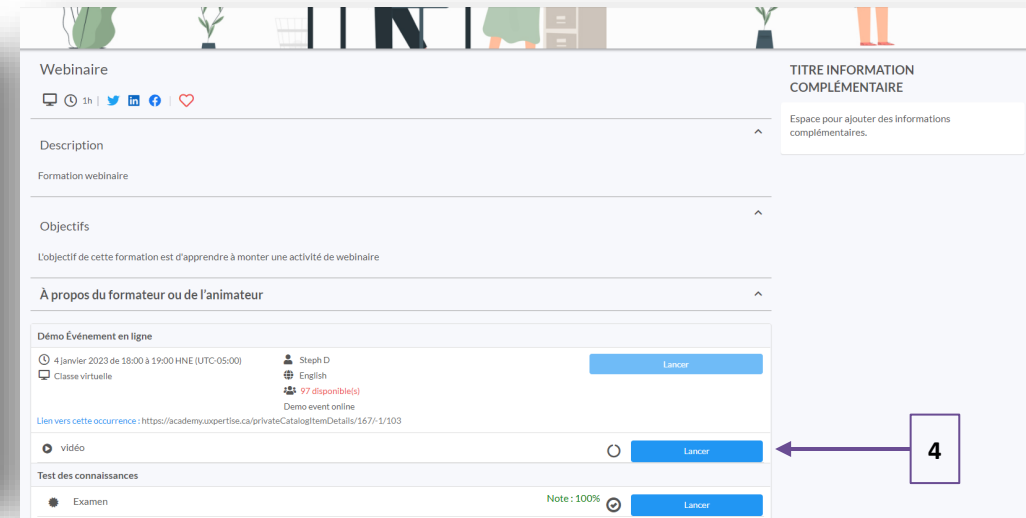 Webinaire
TITRE INFORMATION
COMPLÉMENTAIRE
1h
Espace pour ajouter des informations
complémentaires.
Description
Formation webinaire
Objectifs
L'objectif de cette formation est d'apprendre à monter une activité de webinaire
À propos du formateur ou de l'animateur
Démo Événement en ligne
4 janvier 2023 de 18:00 à 19:00 HNE (UTC-05:00)
Steph D
Lancer
Classe virtuelle
English
97 disponible(s)
Demo event online
Lien vers cette occurrence : https://academy.uxpertise.ca/privateCatalogItemDetails/167/-1/103
vidéo
Lancer
4
Test des connaissances
Examen
Note : 100%
Lancer